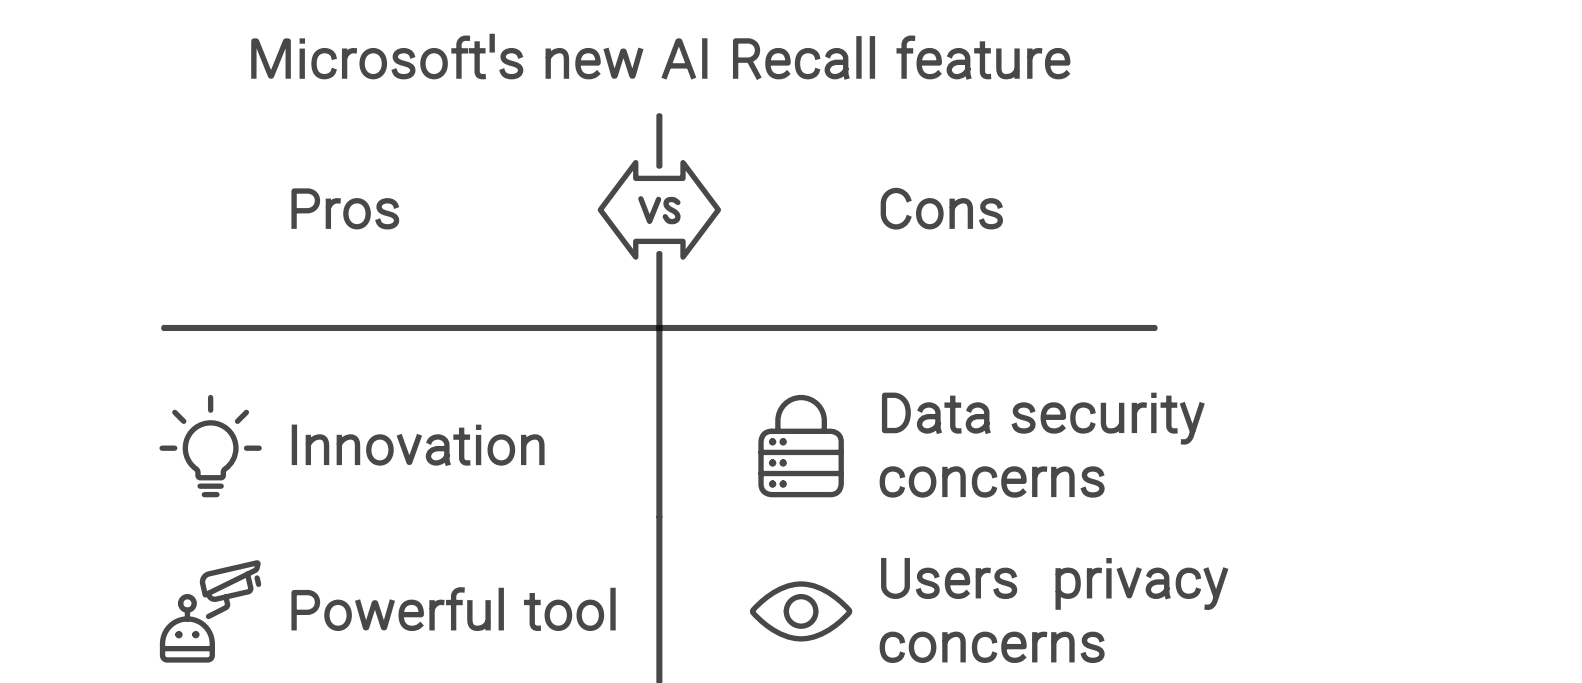 Microsoft's new AI Recall feature
Pros
VS
Cons
Innovation
Data security
concerns
Powerful tool
Users privacy
concerns